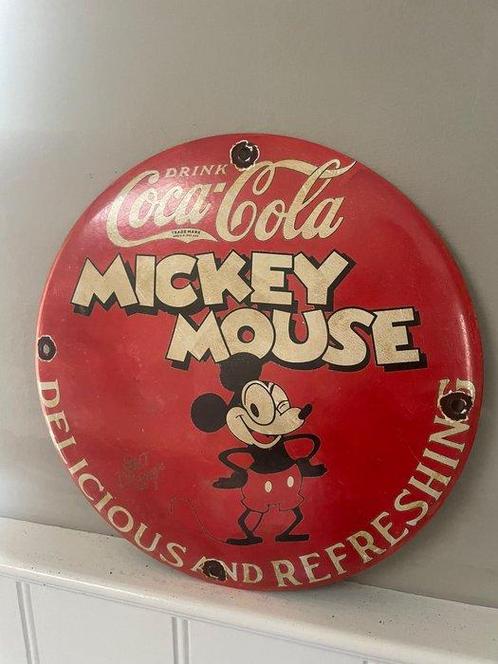 DRINK
Coca-Cola
TRADE MARK
MICKEY
MOUSE
DELICIOUS AND REFRESHING